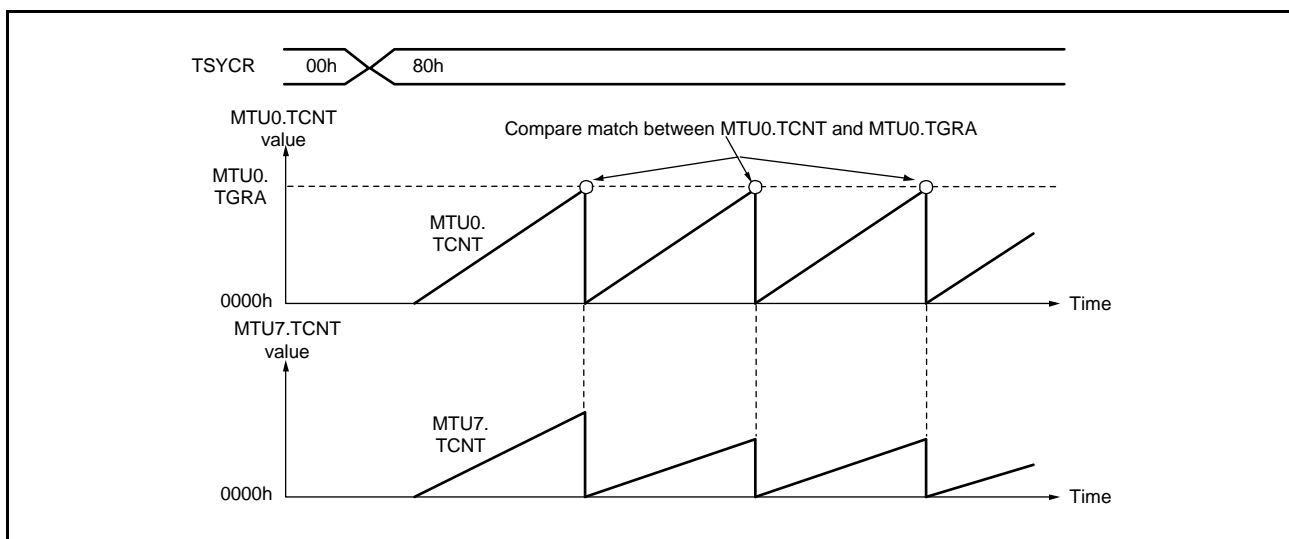 TSYCR 00h 80h
MTU0.TCNT
value
Compare match between MTU0.TCNT and MTU0.TGRA
MTU0.
TGRA
MTU0.
TCNT
0000h
Time
MTU7.TCNT
value
MTU7.
TCNT
0000h
Time